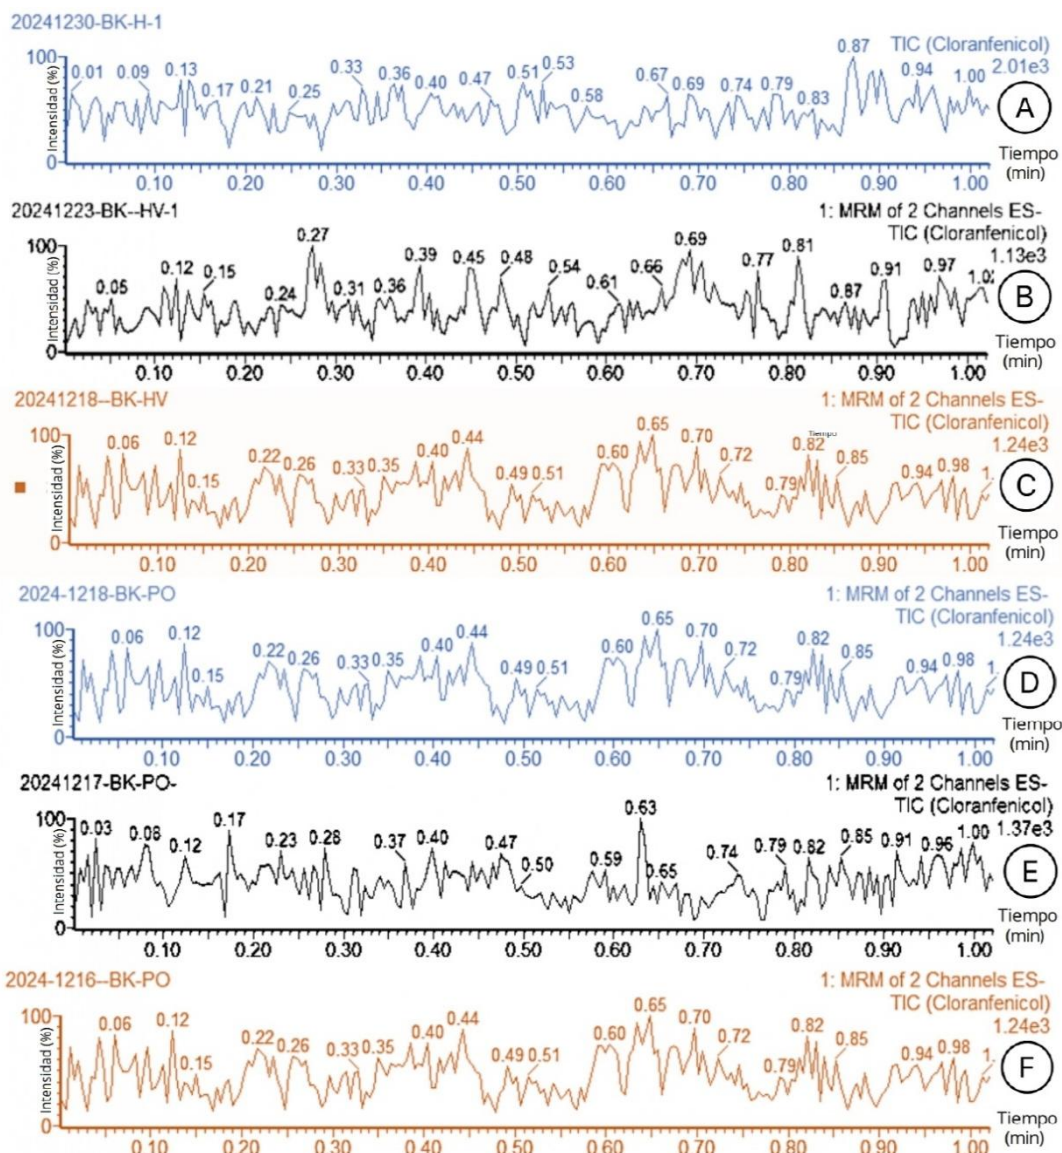 20241230-BK-H-1
TIC (Cloranfenicol)
2.01e3
A
Intensidad (%)
100
0
0.01 0.09 0.13 0.17 0.21 0.25 0.33 0.36 0.40 0.47 0.51 0.53 0.58 0.67 0.69 0.74 0.79 0.83 0.87 0.94 1.00
0.10 0.20 0.30 0.40 0.50 0.60 0.70 0.80 0.90 1.00
Tiempo
(min)
20241223-BK--HV-1
1: MRM of 2 Channels ES-
TIC (Cloranfenicol)
1.13e3
B
Intensidad (%)
100
0
0.05 0.12 0.15 0.24 0.27 0.31 0.36 0.39 0.45 0.48 0.54 0.61 0.66 0.69 0.77 0.81 0.87 0.91 0.97 1.02
0.10 0.20 0.30 0.40 0.50 0.60 0.70 0.80 0.90 1.00
Tiempo
(min)
20241218--BK-HV
1: MRM of 2 Channels ES-
TIC (Cloranfenicol)
Tiempo
1.24e3
C
Intensidad (%)
100
0
0.06 0.12 0.15 0.22 0.26 0.33 0.35 0.40 0.44 0.49 0.51 0.60 0.65 0.70 0.72 0.79 0.82 0.85 0.94 0.98 1.
0.10 0.20 0.30 0.40 0.50 0.60 0.70 0.80 0.90 1.00
Tiempo
(min)
2024-1218-BK-PO
1: MRM of 2 Channels ES-
TIC (Cloranfenicol)
1.24e3
D
Intensidad (%)
100
0
0.06 0.12 0.15 0.22 0.26 0.33 0.35 0.40 0.44 0.49 0.51 0.60 0.65 0.70 0.72 0.79 0.82 0.85 0.94 0.98 1.
0.10 0.20 0.30 0.40 0.50 0.60 0.70 0.80 0.90 1.00
Tiempo
(min)
20241217-BK-PO-
1: MRM of 2 Channels ES-
TIC (Cloranfenicol)
1.37e3
E
Intensidad (%)
100
0
0.03 0.08 0.12 0.17 0.23 0.28 0.37 0.40 0.47 0.50 0.59 0.63 0.65 0.74 0.79 0.82 0.85 0.91 0.96 1.00
0.10 0.20 0.30 0.40 0.50 0.60 0.70 0.80 0.90 1.00
Tiempo
(min)
2024-1216--BK-PO
1: MRM of 2 Channels ES-
TIC (Cloranfenicol)
1.24e3
F
Intensidad (%)
100
0
0.06 0.12 0.15 0.22 0.26 0.33 0.35 0.40 0.44 0.49 0.51 0.60 0.65 0.70 0.72 0.79 0.82 0.85 0.94 0.98 1.
0.10 0.20 0.30 0.40 0.50 0.60 0.70 0.80 0.90 1.00
Tiempo
(min)